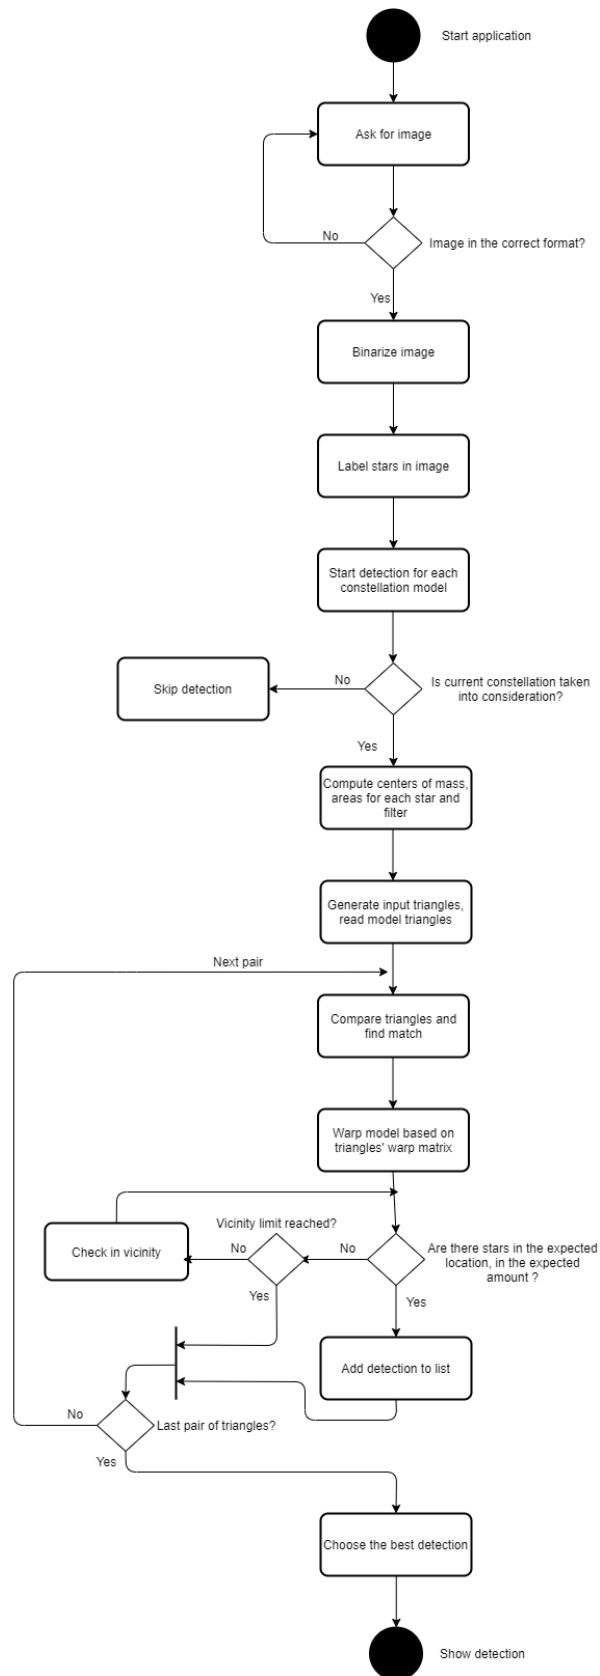 Start application
Ask for image
No
Image in the correct format?
Yes
Binarize image
Label stars in image
Start detection for each
constellation model
Skip detection
No
Is current constellation taken
into consideration?
Yes
Compute centers of mass,
areas for each star and
filter
Generate input triangles,
read model triangles
Next pair
Compare triangles and
find match
Warp model based on
triangles' warp matrix
Vicinity limit reached?
Check in vicinity
No
No
Are there stars in the expected
location, in the expected
amount ?
Yes
Yes
Add detection to list
No
Last pair of triangles?
Yes
Choose the best detection
Show detection